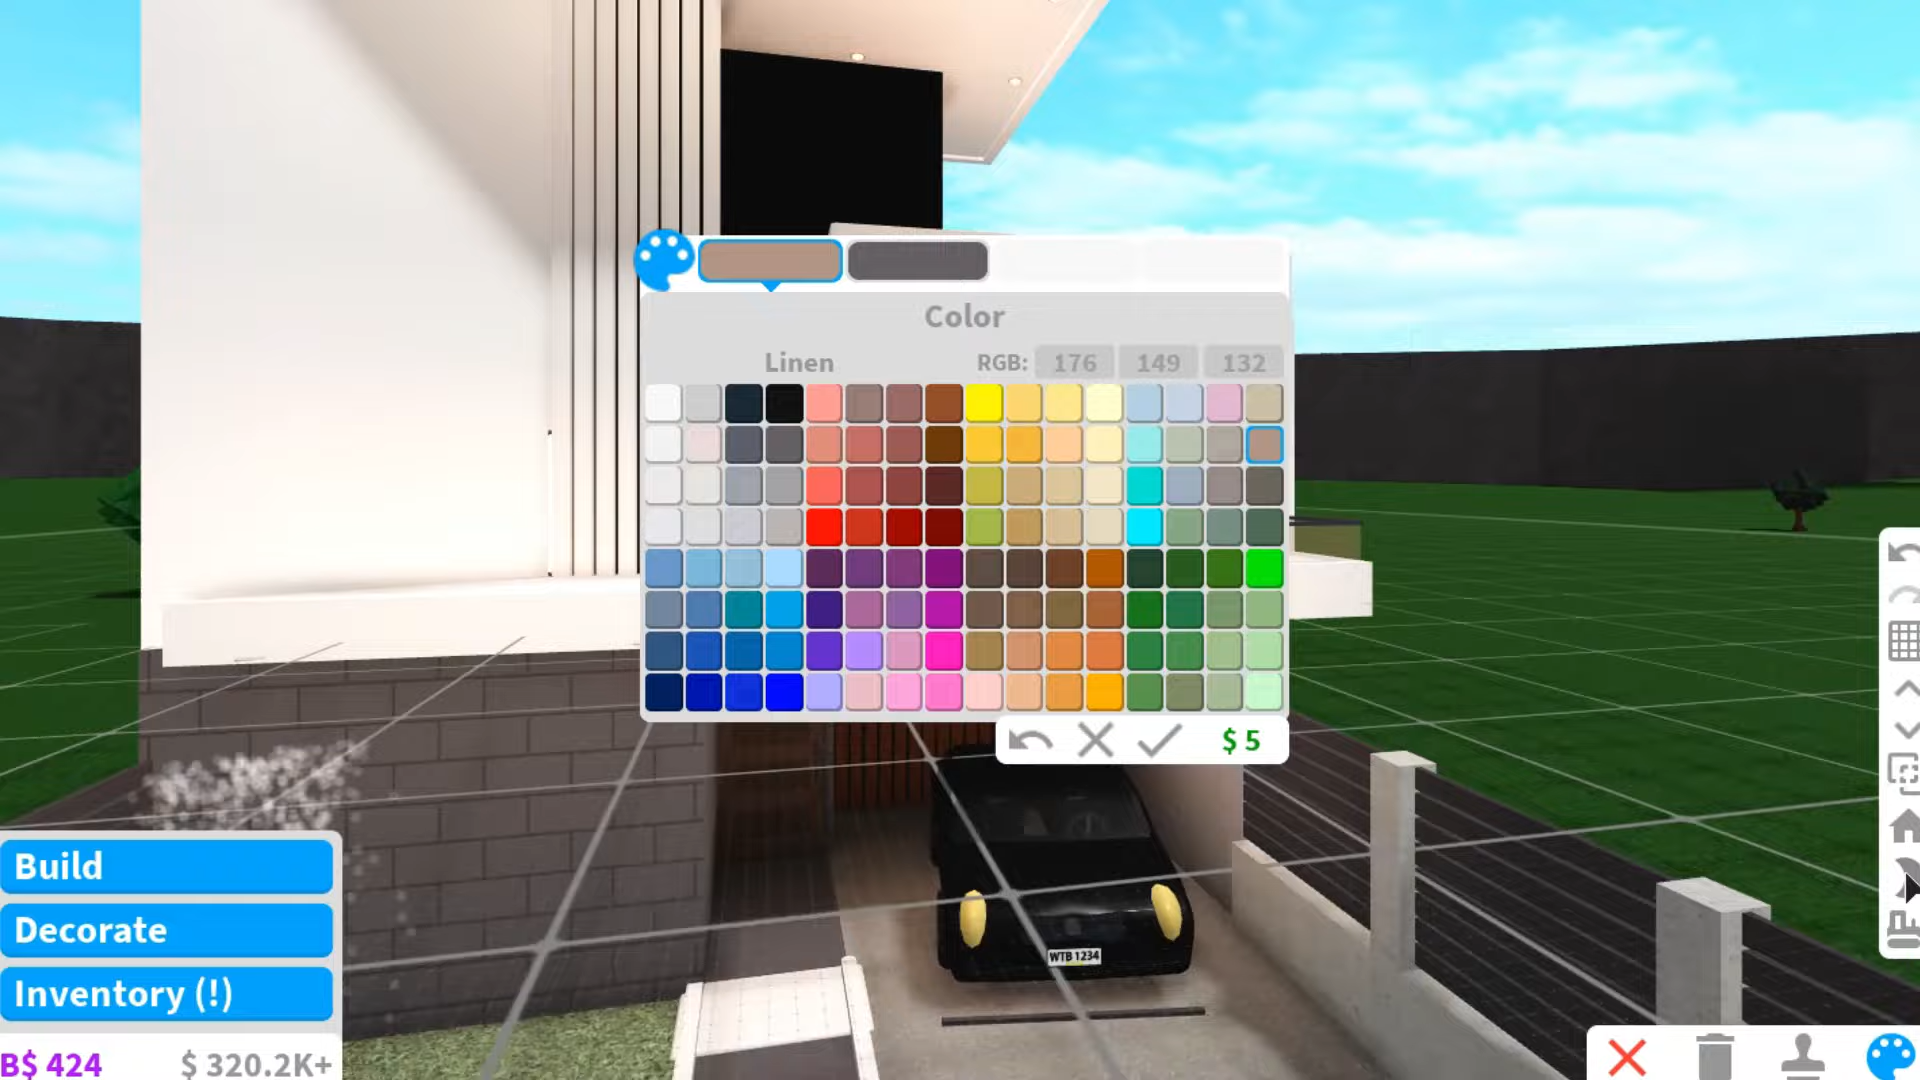 Color
Linen RGB: 176 149 132
$ 5
Build
Decorate
Inventory (!)
B$ 424 $ 320.2K+
WTB 1234